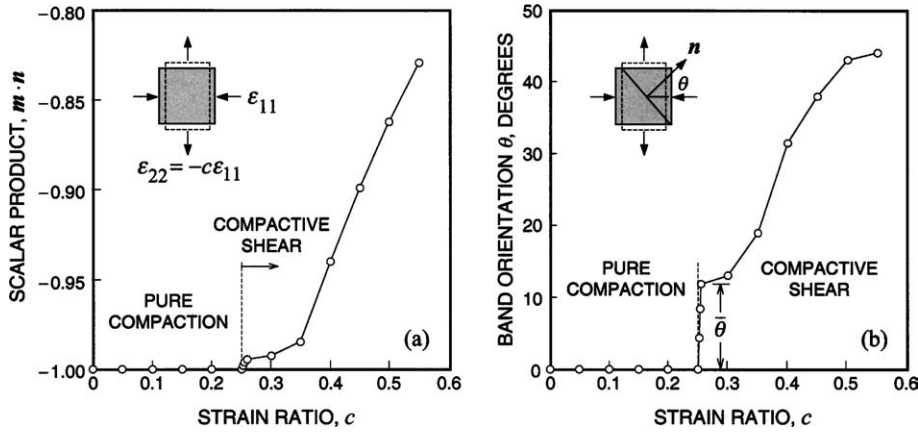 -0.80
-0.85
-0.90
-0.95
-1.00
SCALAR PRODUCT, m · n
ε11
ε22 = −cε11
COMPACTIVE
SHEAR
PURE
COMPACTION
(a)
0 0.1 0.2 0.3 0.4 0.5 0.6
STRAIN RATIO, c
50
40
30
20
10
0
BAND ORIENTATION θ, DEGREES
n
θ
PURE
COMPACTION
COMPACTIVE
SHEAR
θ̄
(b)
0 0.1 0.2 0.3 0.4 0.5 0.6
STRAIN RATIO, c